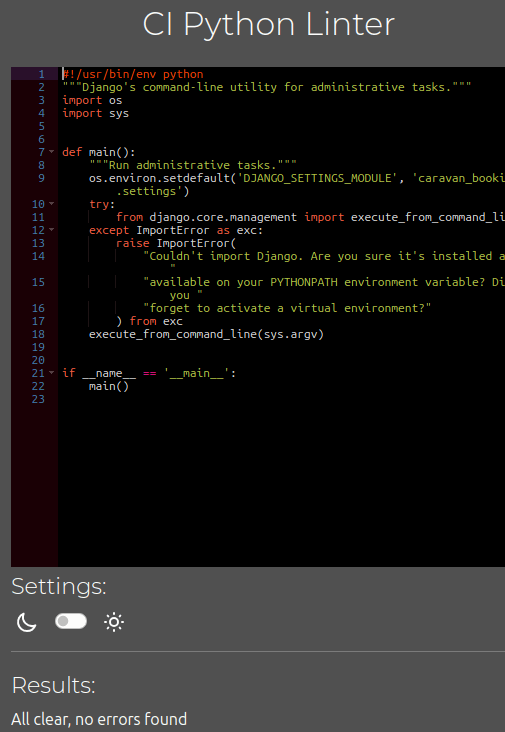 CI Python Linter
1 #!/usr/bin/env python
2 """Django's command-line utility for administrative tasks."""
3 import os
4 import sys
5
6
7 def main():
8     """Run administrative tasks."""
9     os.environ.setdefault('DJANGO_SETTINGS_MODULE', 'caravan_booki
.settings')
10     try:
11         from django.core.management import execute_from_command_li
12     except ImportError as exc:
13         raise ImportError(
14             "Couldn't import Django. Are you sure it's installed a
"
15             "available on your PYTHONPATH environment variable? Di
you "
16             "forget to activate a virtual environment?"
17         ) from exc
18     execute_from_command_line(sys.argv)
19
20
21 if __name__ == '__main__':
22     main()
23
Settings:
Results:
All clear, no errors found